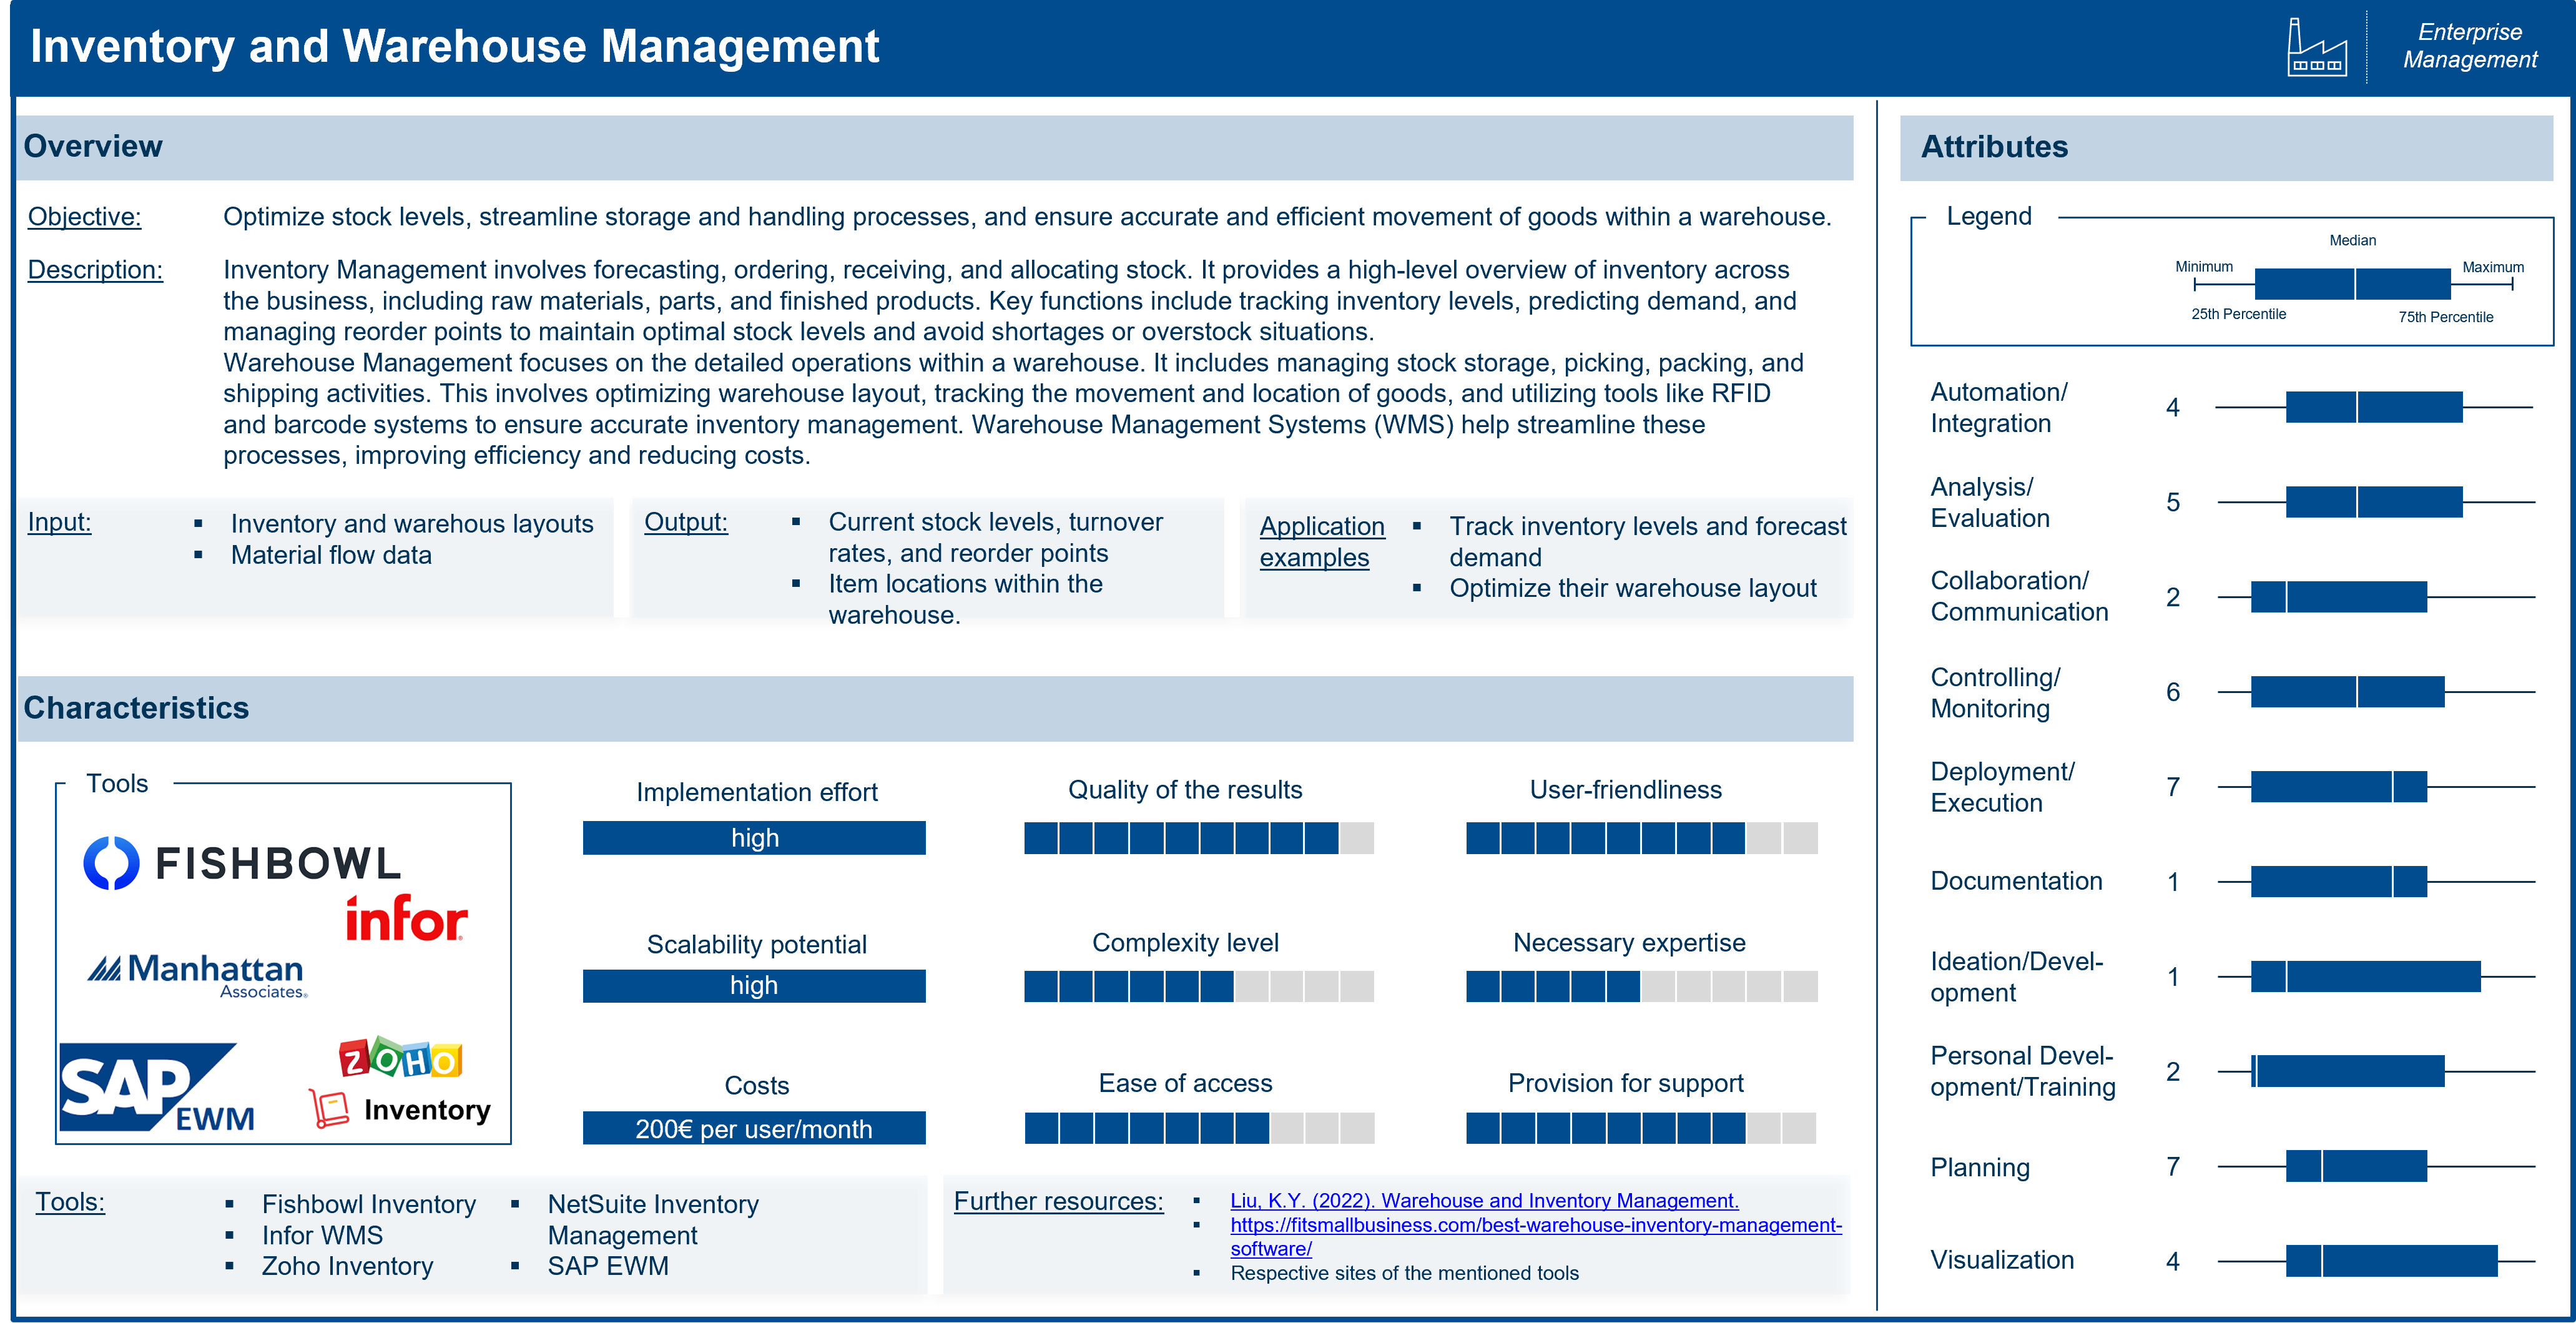 Inventory and Warehouse Management
Enterprise
Management
Overview
Objective:
Optimize stock levels, streamline storage and handling processes, and ensure accurate and efficient movement of goods within a warehouse.
Description:
Inventory Management involves forecasting, ordering, receiving, and allocating stock. It provides a high-level overview of inventory across
the business, including raw materials, parts, and finished products. Key functions include tracking inventory levels, predicting demand, and
managing reorder points to maintain optimal stock levels and avoid shortages or overstock situations.
Warehouse Management focuses on the detailed operations within a warehouse. It includes managing stock storage, picking, packing, and
shipping activities. This involves optimizing warehouse layout, tracking the movement and location of goods, and utilizing tools like RFID
and barcode systems to ensure accurate inventory management. Warehouse Management Systems (WMS) help streamline these
processes, improving efficiency and reducing costs.
Input:
▪ Inventory and warehous layouts
▪ Material flow data
Output:
▪ Current stock levels, turnover
rates, and reorder points
▪ Item locations within the
warehouse.
Application
examples
▪ Track inventory levels and forecast
demand
▪ Optimize their warehouse layout
Characteristics
Tools
FISHBOWL
infor
Manhattan
Associates.
SAP
EWM
ZOHO
Inventory
Implementation effort
high
Scalability potential
high
Costs
200€ per user/month
Quality of the results
Complexity level
Ease of access
User-friendliness
Necessary expertise
Provision for support
Tools:
▪ Fishbowl Inventory
▪ Infor WMS
▪ Zoho Inventory
▪ NetSuite Inventory
Management
▪ SAP EWM
Further resources:
▪ Liu, K.Y. (2022). Warehouse and Inventory Management.
▪ https://fitsmallbusiness.com/best-warehouse-inventory-management-
software/
▪ Respective sites of the mentioned tools
Attributes
Legend
Median
Minimum
Maximum
25th Percentile
75th Percentile
Automation/
Integration
4
Analysis/
Evaluation
5
Collaboration/
Communication
2
Controlling/
Monitoring
6
Deployment/
Execution
7
Documentation
1
Ideation/Devel-
opment
1
Personal Devel-
opment/Training
2
Planning
7
Visualization
4